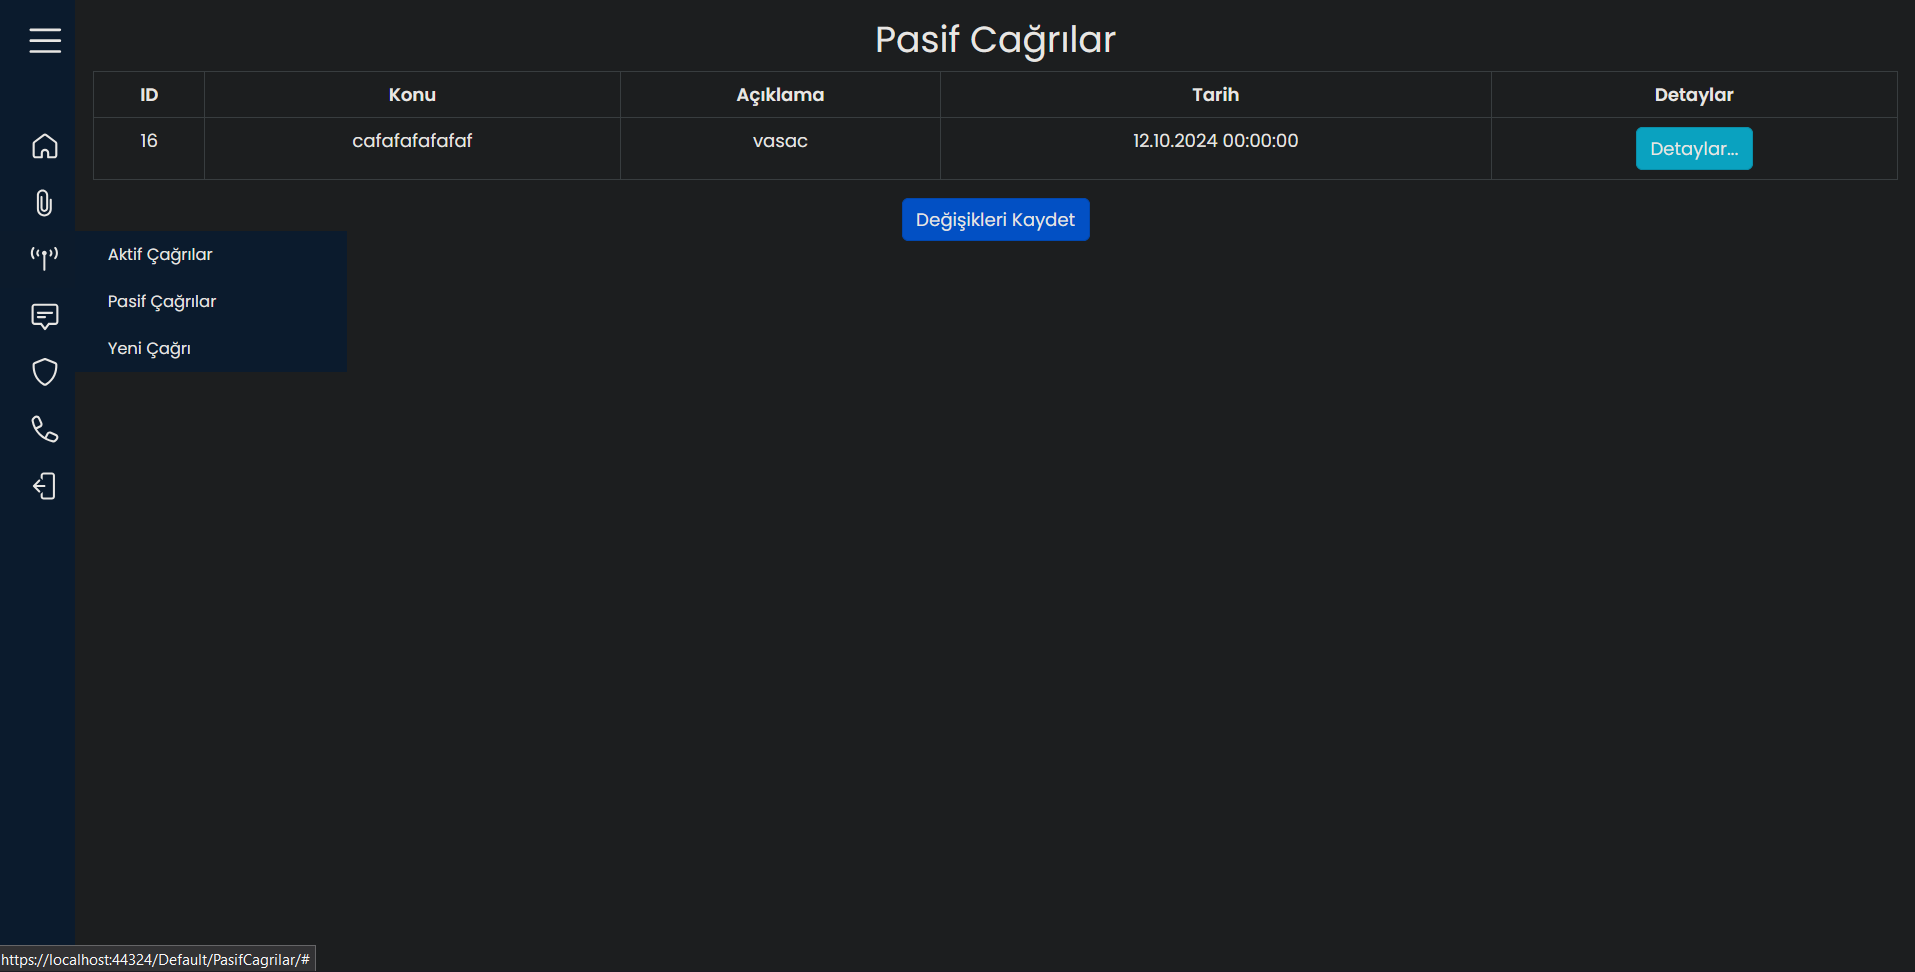 Pasif Cağrılar
ID Konu Açıklama Tarih Detaylar
16 cafafafafafaf vasac 12.10.2024 00:00:00 Detaylar...
Değişikleri Kaydet
Aktif Çağrılar
Pasif Çağrılar
Yeni Çağrı
https://localhost:44324/Default/PasifCagrilar/#